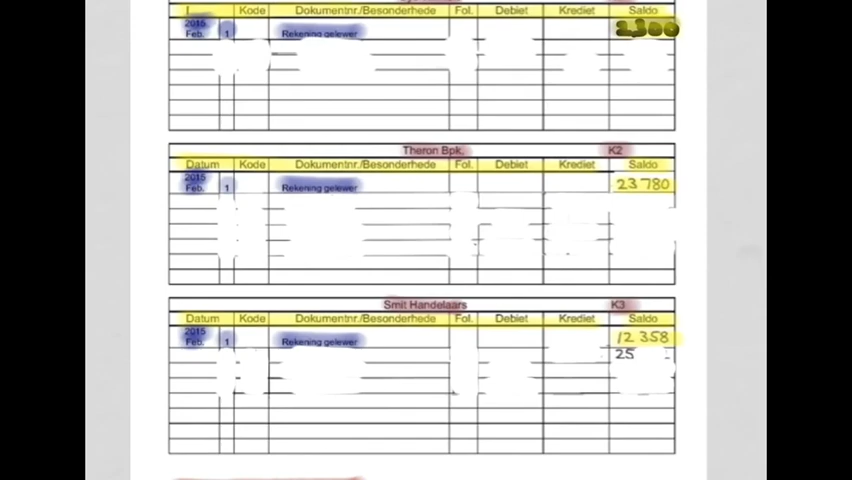 Kode Dokumentnr./Besonderhede Fol. Debiet Krediet Saldo
2015
Feb. 1 Rekening gelewer
Theron Bpk. K2
Datum Kode Dokumentnr./Besonderhede Fol. Debiet Krediet Saldo
2015 23 780
Feb. 1 Rekening gelewer
Smit Handelaars K3
Datum Kode Dokumentnr./Besonderhede Fol. Debiet Krediet Saldo
2015 12 358
Feb. 1 Rekening gelewer
25